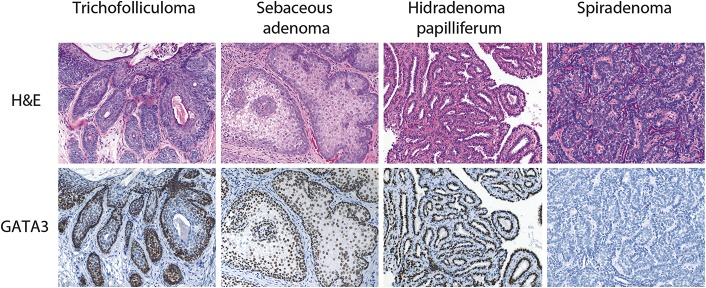 Trichofolliculoma
Sebaceous
adenoma
Hidradenoma
papilliferum
Spiradenoma
H&E
GATA3